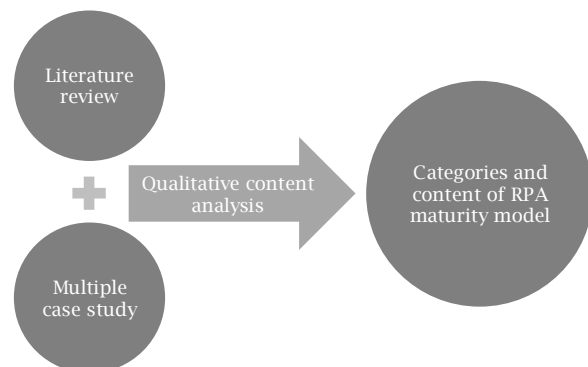 Literature
review
Qualitative content
analysis
Multiple
case study
Categories and
content of RPA
maturity model